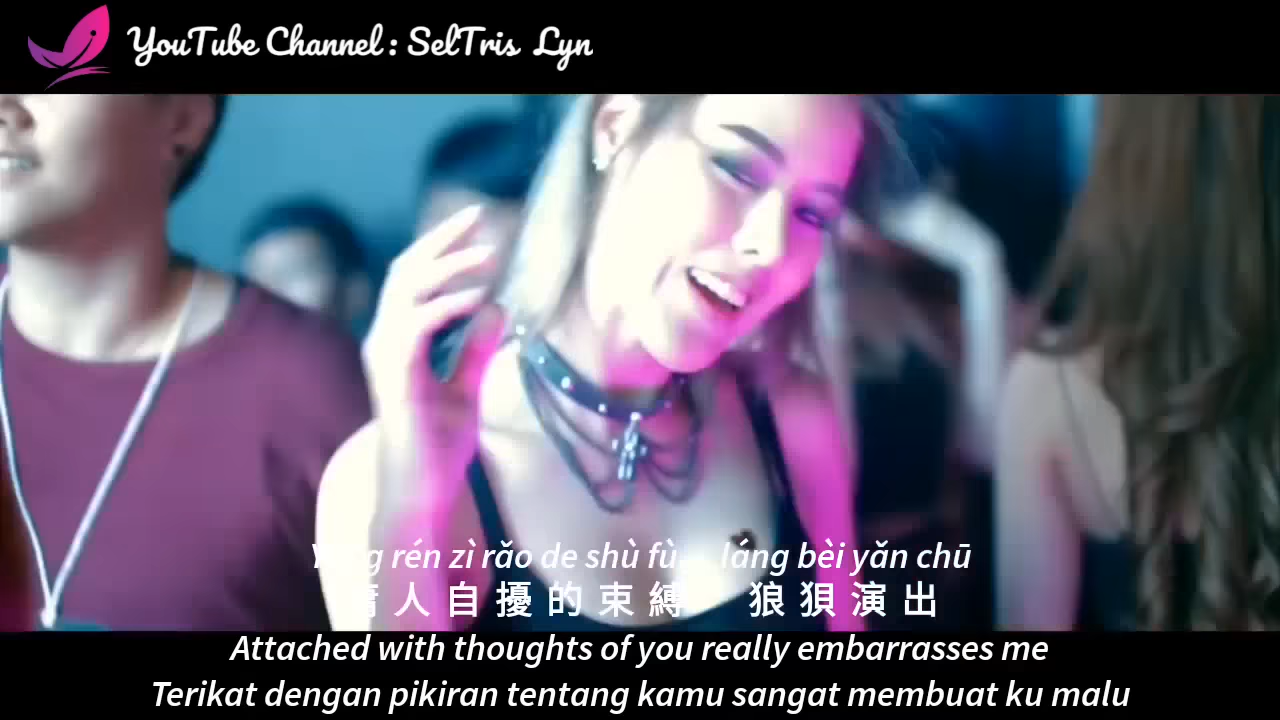 YouTube Channel : SelTris Lyn
rén zì rǎo de shù fù láng bèi yǎn chū
人自擾的束縛 狼狽演出
Attached with thoughts of you really embarrasses me
Terikat dengan pikiran tentang kamu sangat membuat ku malu